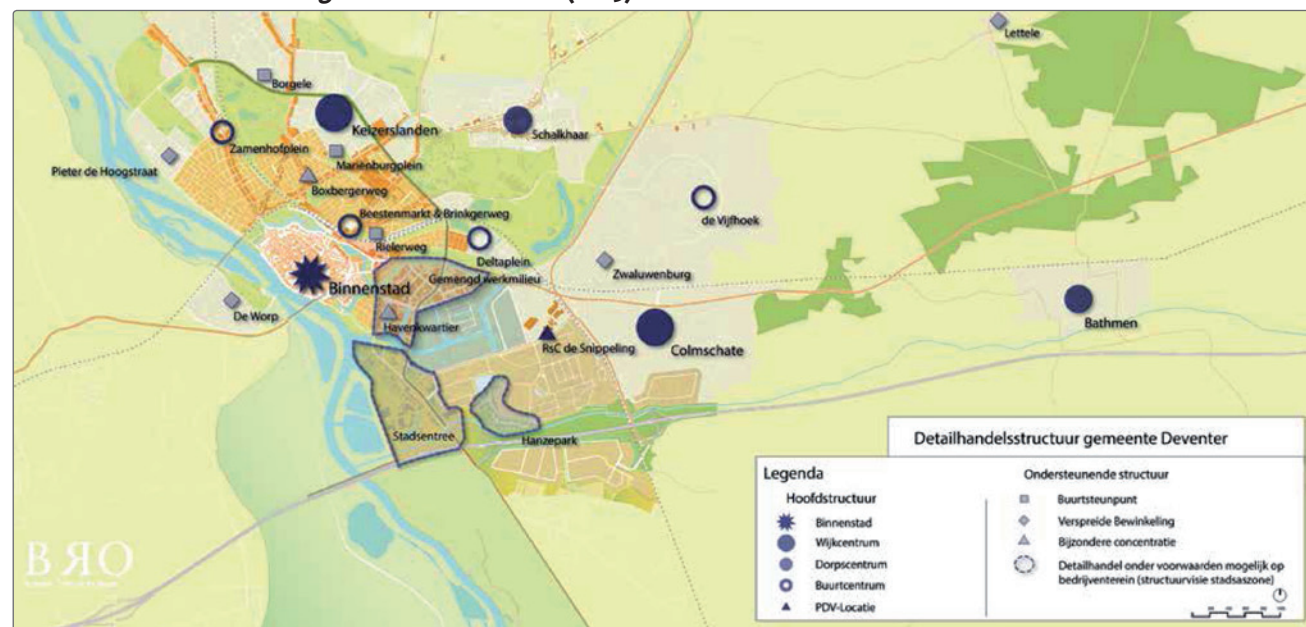 Lettele
Borgele
Keizerslanden
Schalkhaar
Zamenhofplein
Mariënburgplein
Pieter de Hoogstraat
Boxbergerweg
Beestenmarkt & Brinkgerweg
de Vijfhoek
Rielerweg
Deltaplein
Zwaluwenburg
Gemengd werkmilieu
Binnenstad
De Worp
Havenkwartier
RsC de Snippeling
Colmschate
Bathmen
Stadsentree
Hanzepark
Detailhandelsstructuur gemeente Deventer
Legenda
Hoofdstructuur
Binnenstad
Wijkcentrum
Dorpscentrum
Buurtcentrum
PDV-Locatie
Ondersteunende structuur
Buurtsteunpunt
Verspreide Bewinkeling
Bijzondere concentratie
Detailhandel onder voorwaarden mogelijk op
bedrijventerein (structuurvisie stadsaszone)
BRO